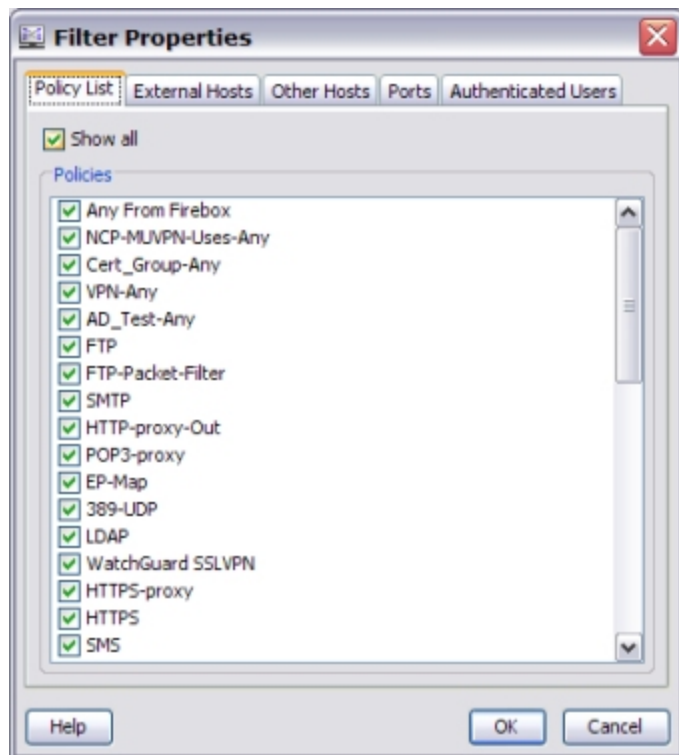 Filter Properties
Policy List External Hosts Other Hosts Ports Authenticated Users
Show all
Policies
Any From Firebox
NCP-MUVPN-Uses-Any
Cert_Group-Any
VPN-Any
AD_Test-Any
FTP
FTP-Packet-Filter
SMTP
HTTP-proxy-Out
POP3-proxy
EP-Map
389-UDP
LDAP
WatchGuard SSLVPN
HTTPS-proxy
HTTPS
SMS
Help OK Cancel